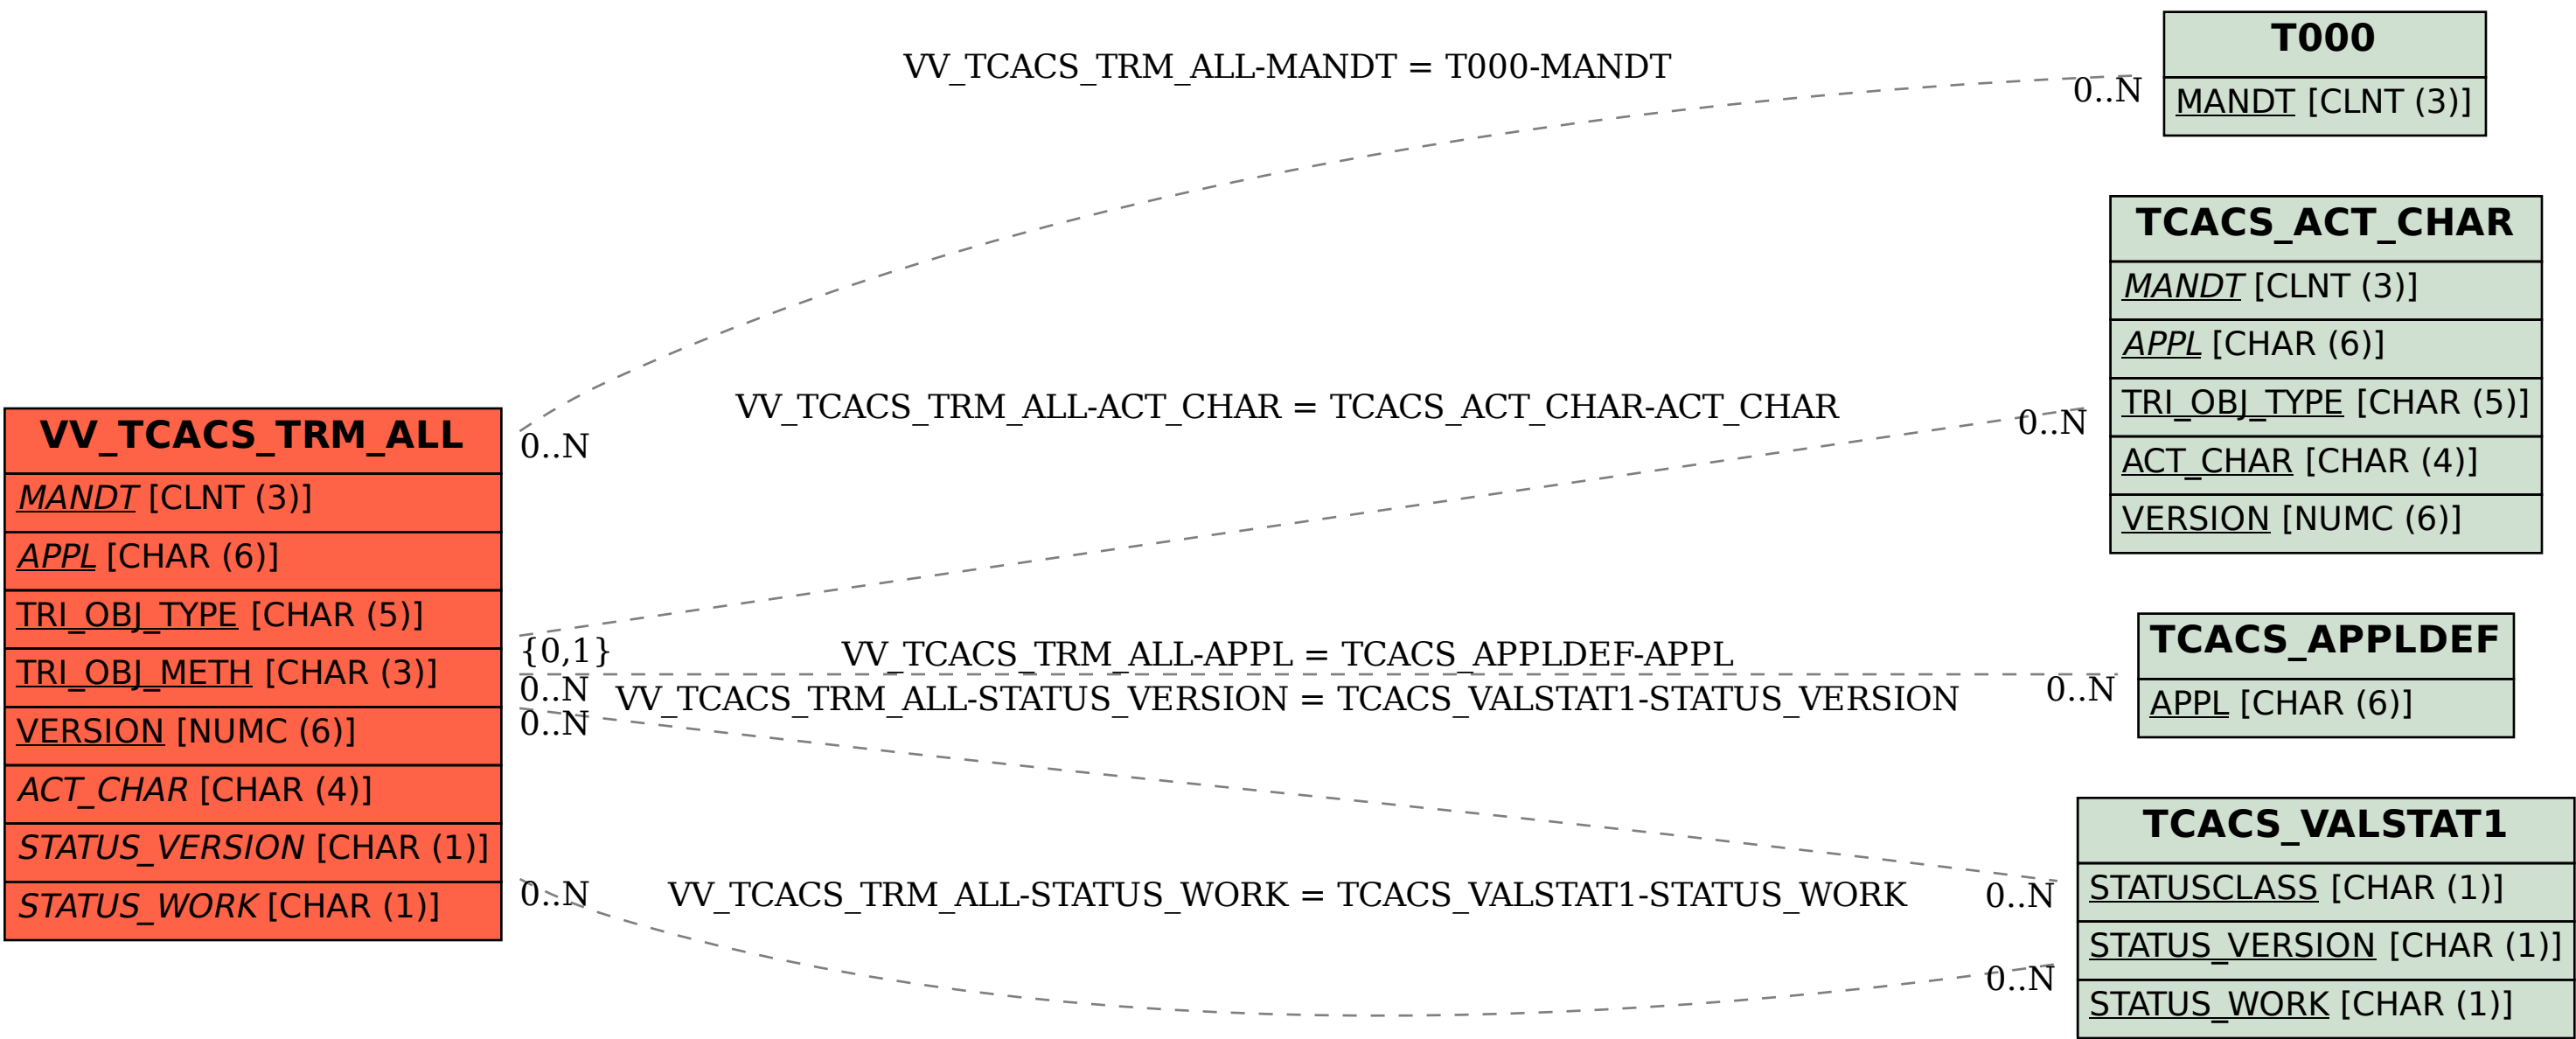 VV_TCACS_TRM_ALL
MANDT [CLNT (3)]
APPL [CHAR (6)]
TRI_OBJ_TYPE [CHAR (5)]
TRI_OBJ_METH [CHAR (3)]
VERSION [NUMC (6)]
ACT_CHAR [CHAR (4)]
STATUS_VERSION [CHAR (1)]
STATUS_WORK [CHAR (1)]
VV_TCACS_TRM_ALL-MANDT = T000-MANDT
0..N
0..N
VV_TCACS_TRM_ALL-ACT_CHAR = TCACS_ACT_CHAR-ACT_CHAR
0..N
{0,1}
VV_TCACS_TRM_ALL-APPL = TCACS_APPLDEF-APPL
0..N
0..N
VV_TCACS_TRM_ALL-STATUS_VERSION = TCACS_VALSTAT1-STATUS_VERSION
0..N
0..N
VV_TCACS_TRM_ALL-STATUS_WORK = TCACS_VALSTAT1-STATUS_WORK
0..N
0..N
T000
MANDT [CLNT (3)]
TCACS_ACT_CHAR
MANDT [CLNT (3)]
APPL [CHAR (6)]
TRI_OBJ_TYPE [CHAR (5)]
ACT_CHAR [CHAR (4)]
VERSION [NUMC (6)]
TCACS_APPLDEF
APPL [CHAR (6)]
TCACS_VALSTAT1
STATUSCLASS [CHAR (1)]
STATUS_VERSION [CHAR (1)]
STATUS_WORK [CHAR (1)]